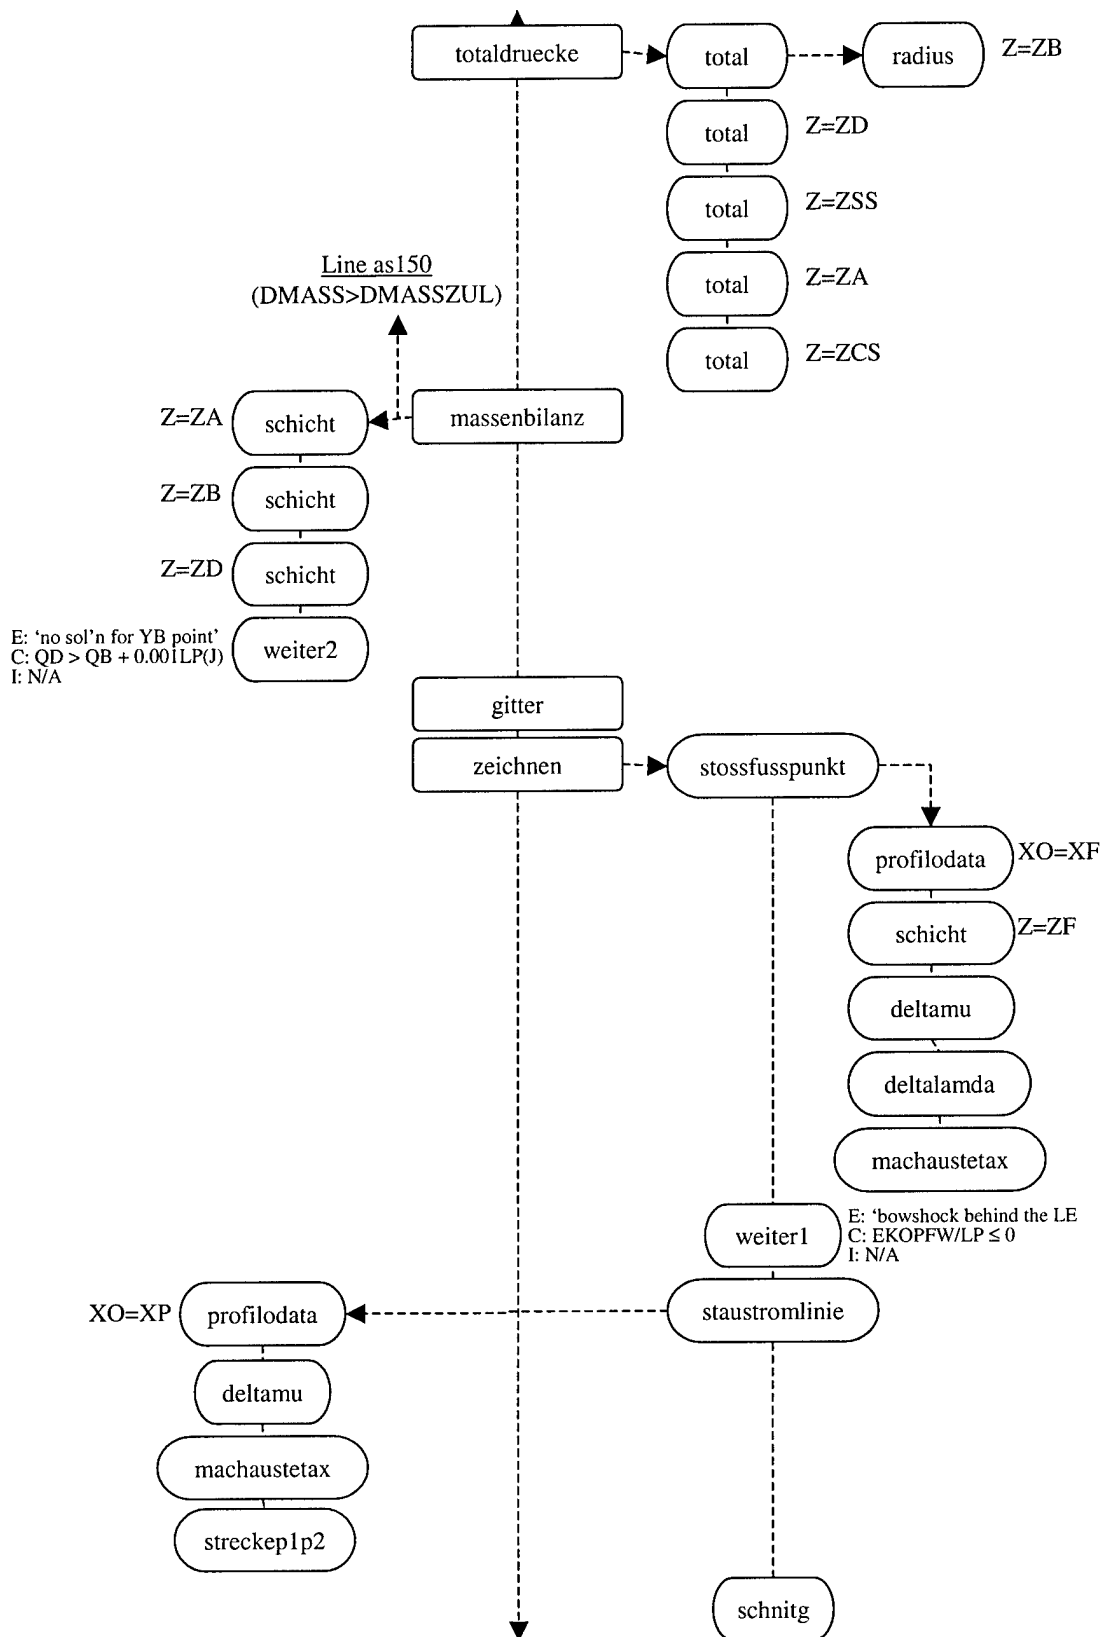 totaldruecke
total
radius
Z=ZB
total
Z=ZD
total
Z=ZSS
total
Z=ZA
total
Z=ZCS
Line as150
(DMASS>DMASSZUL)
massenbilanz
Z=ZA
schicht
Z=ZB
schicht
Z=ZD
schicht
E: ‘no sol’n for YB point’
C: QD > QB + 0.001LP(J)
I: N/A
weiter2
gitter
zeichnen
stossfusspunkt
profilodata
XO=XF
schicht
Z=ZF
deltamu
deltalamda
machaustetax
weiter1
E: ‘bowshock behind the LE
C: EKOPFW/LP ≤ 0
I: N/A
staustromlinie
XO=XP
profilodata
deltamu
machaustetax
streckep1p2
schnitg